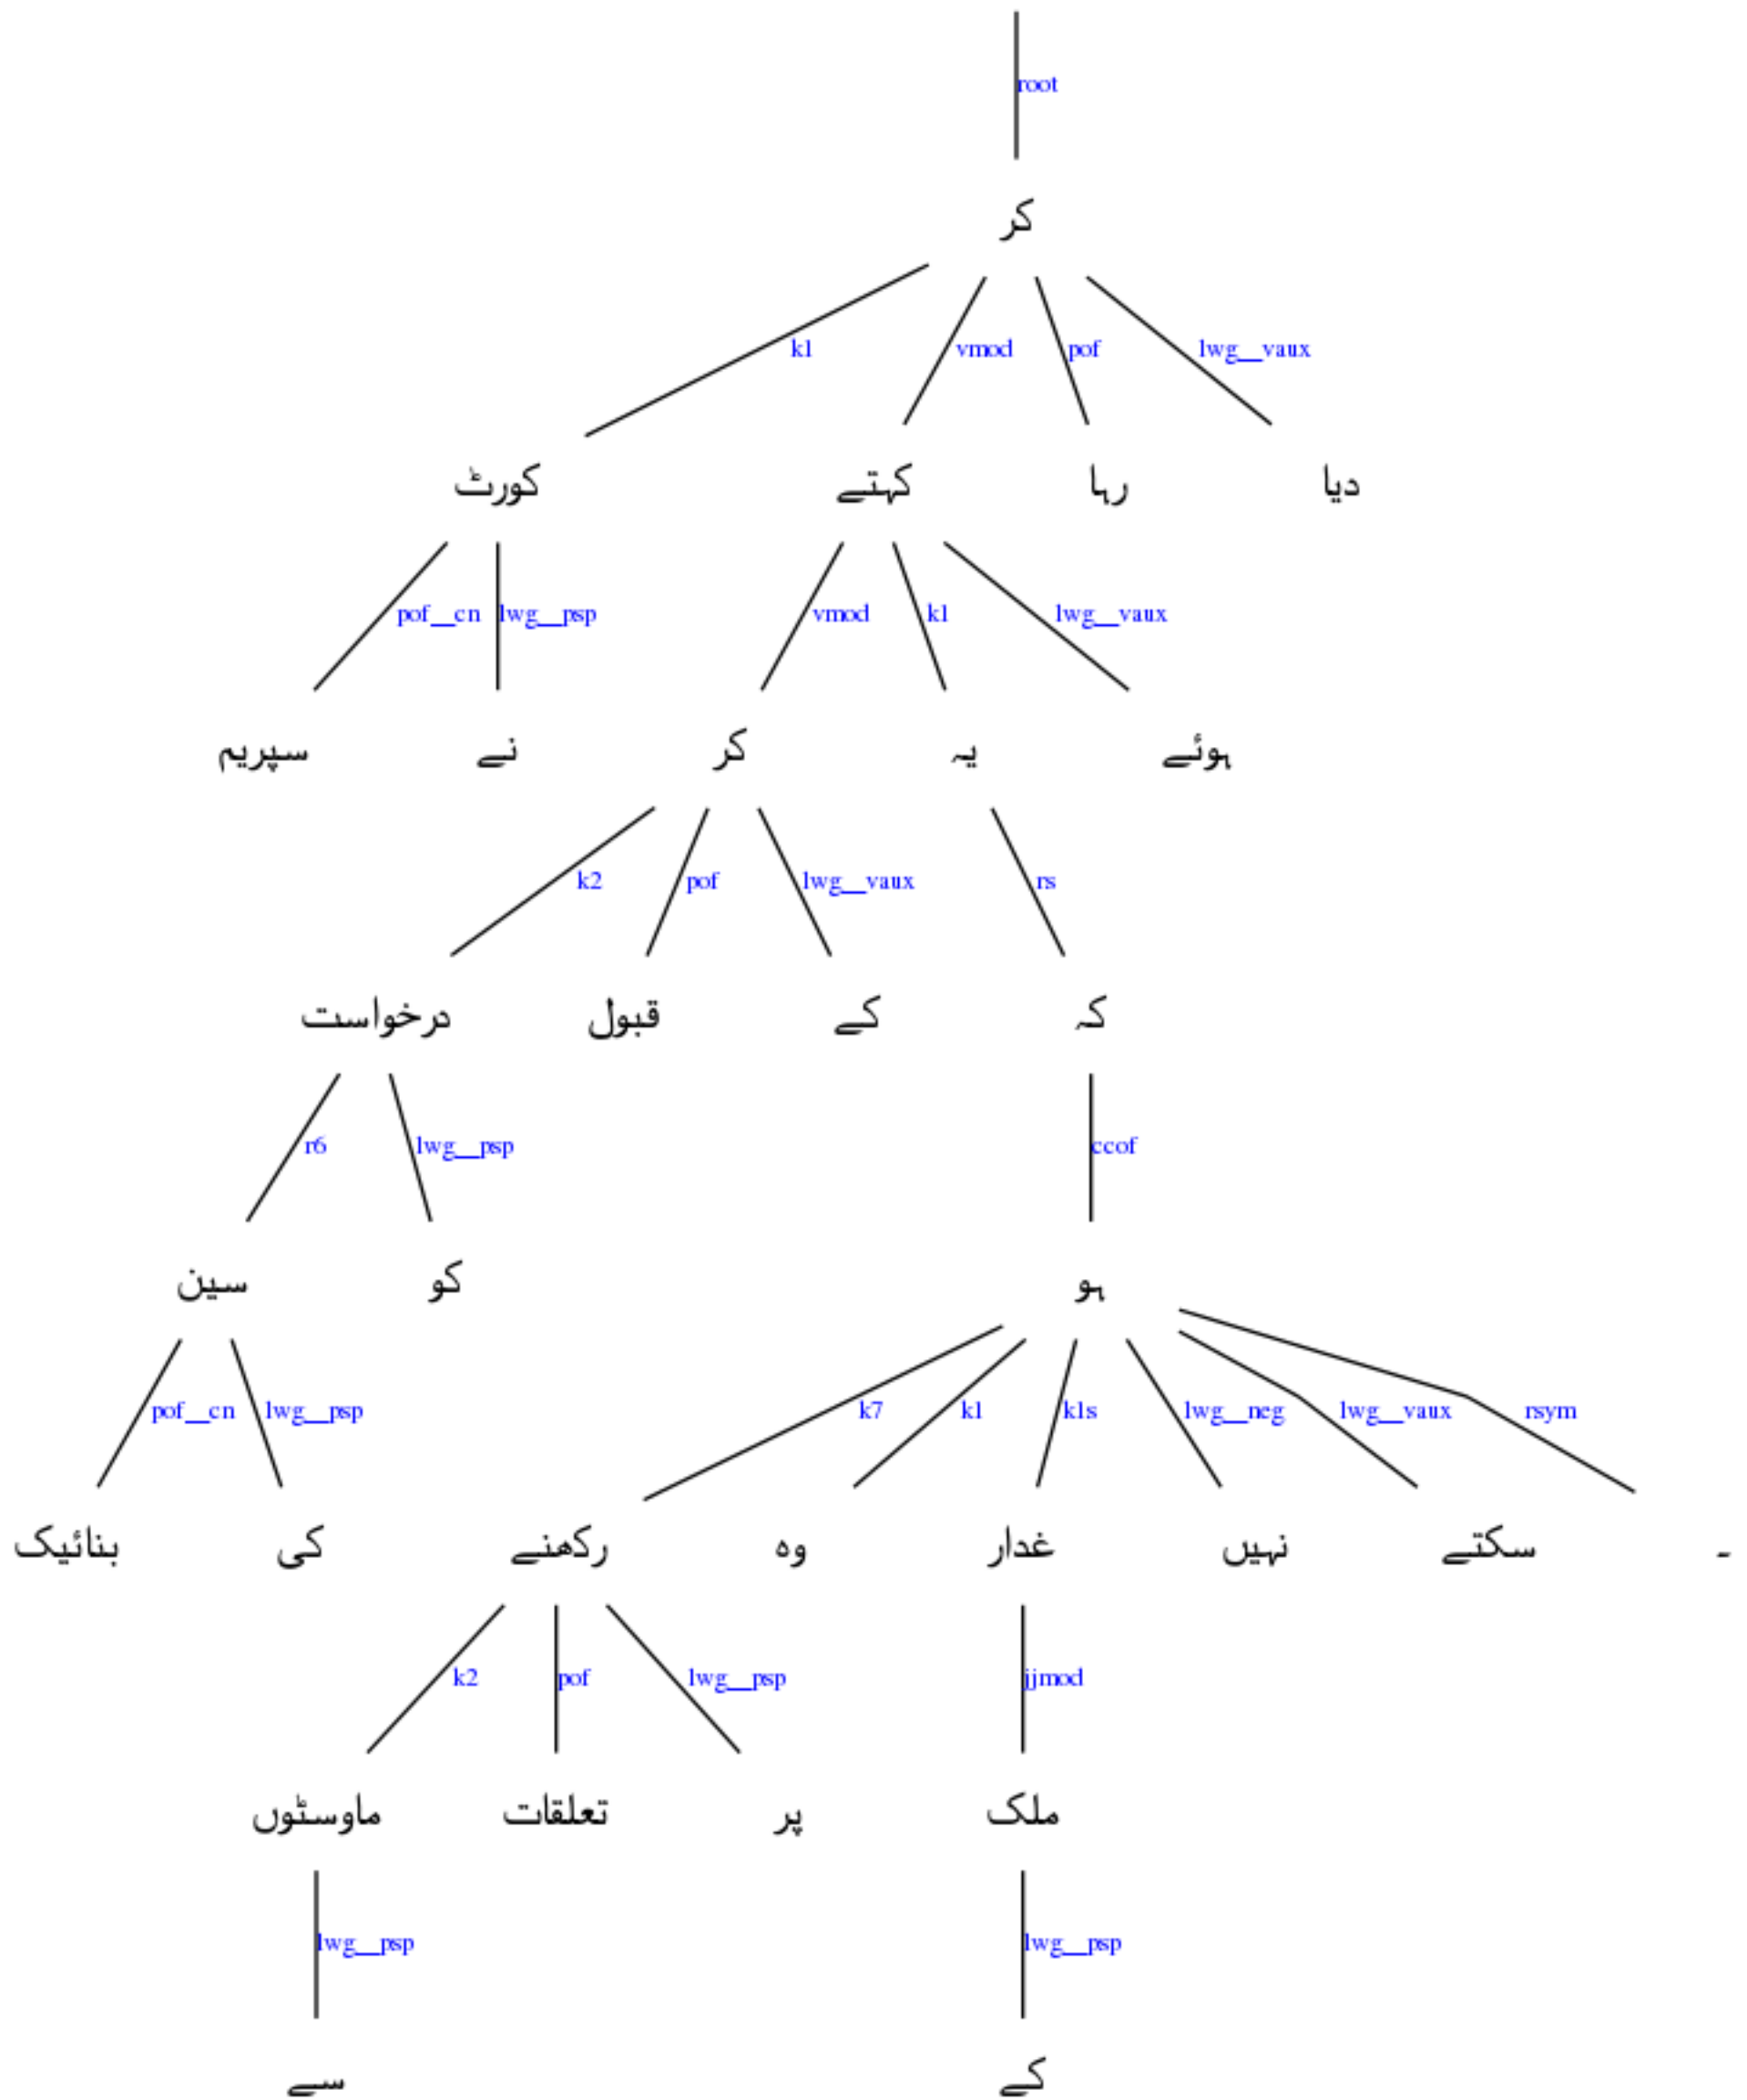 root
کر
k1 vmod pof lwg__vaux
کورٹ کہتے رہا دیا
pof__cn lwg__psp vmod k1 lwg__vaux
سپریم نے کر یہ ہوئے
k2 pof lwg__vaux rs
درخواست قبول کے کہ
r6 lwg__psp ccof
سین کو ہو
pof__cn lwg__psp k7 k1 k1s lwg__neg lwg__vaux rsym
بنائیک کی رکھنے وہ غدار نہیں سکتے ۔
k2 pof lwg__psp jjmod
ماوسٹوں تعلقات پر ملک
lwg__psp lwg__psp
سے کے